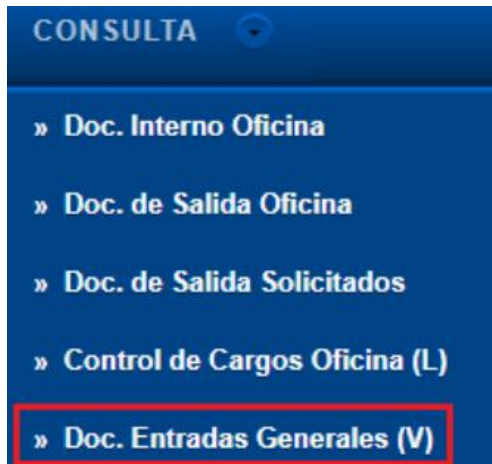 CONSULTA
» Doc. Interno Oficina
» Doc. de Salida Oficina
» Doc. de Salida Solicitados
» Control de Cargos Oficina (L)
» Doc. Entradas Generales (V)